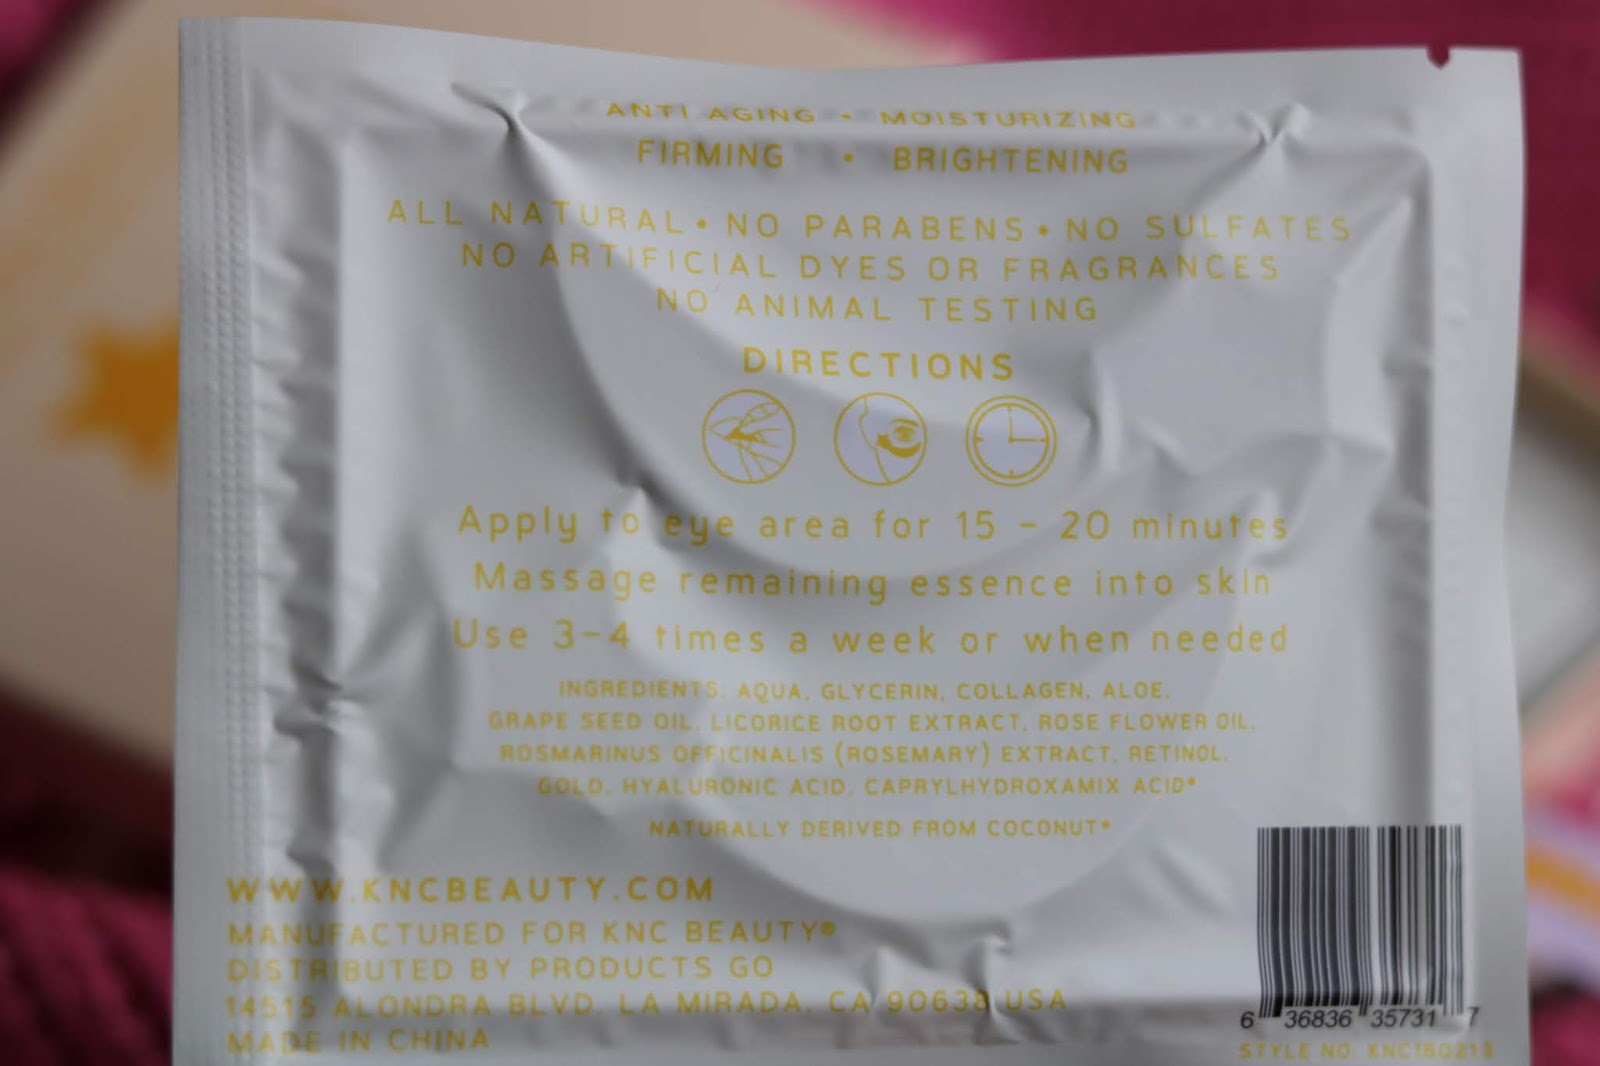 ANTI AGING • MOISTURIZING
FIRMING • BRIGHTENING
ALL NATURAL • NO PARABENS • NO SULFATES
NO ARTIFICIAL DYES OR FRAGRANCES
NO ANIMAL TESTING
DIRECTIONS
Apply to eye area for 15 - 20 minutes
Massage remaining essence into skin
Use 3-4 times a week or when needed
INGREDIENTS: AQUA, GLYCERIN, COLLAGEN, ALOE,
GRAPE SEED OIL, LICORICE ROOT EXTRACT, ROSE FLOWER OIL,
ROSMARINUS OFFICINALIS (ROSEMARY) EXTRACT, RETINOL,
GOLD, HYALURONIC ACID, CAPRYLHYDROXAMIX ACID*
NATURALLY DERIVED FROM COCONUT*
WWW.KNCBEAUTY.COM
MANUFACTURED FOR KNC BEAUTY®
DISTRIBUTED BY PRODUCTS GO
14515 ALONDRA BLVD. LA MIRADA, CA 90638 USA
MADE IN CHINA
6 36836 35731 7
STYLE NO. KNC180213